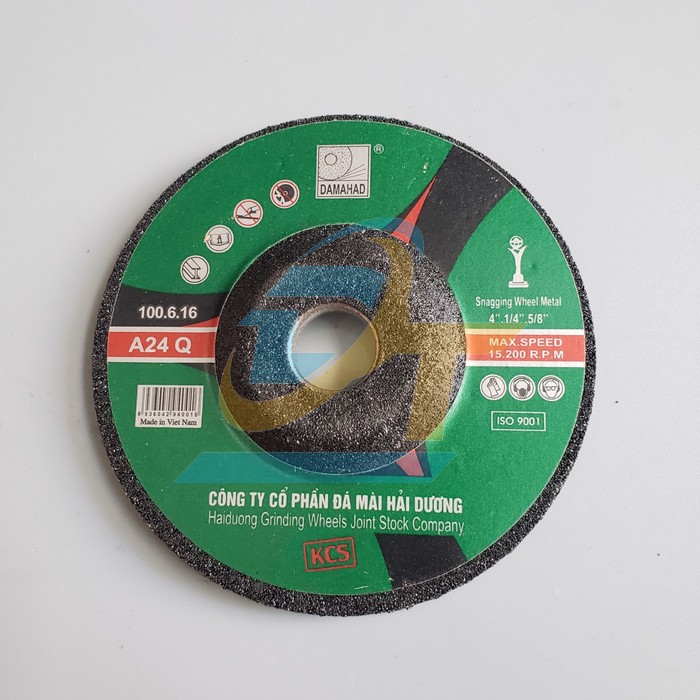 DAMAHAD
®
100.6.16
A24 Q
Made in Viet Nam
Snagging Wheel Metal
4".1/4".5/8"
MAX.SPEED
15.200 R.P.M
ISO 9001
CÔNG TY CỔ PHẦN ĐÁ MÀI HẢI DƯƠNG
Haiduong Grinding Wheels Joint Stock Company
KCS